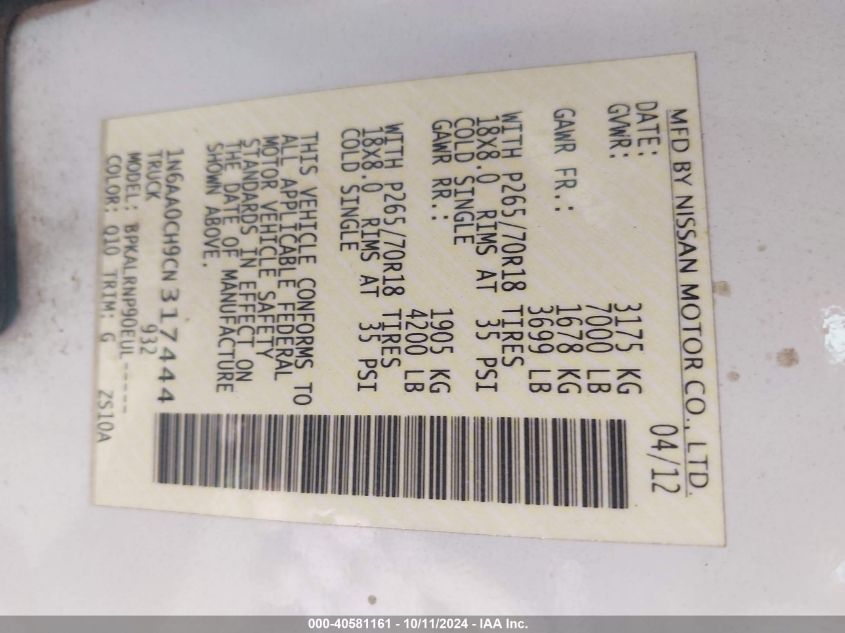 MFD BY NISSAN MOTOR CO., LTD.
DATE: 04/12
GVWR: 3175 KG
7000 LB
GAWR FR.: 1678 KG
3699 LB
WITH P265/70R18 TIRES
18X8.0 RIMS AT 35 PSI
COLD SINGLE
GAWR RR.: 1905 KG
4200 LB
WITH P265/70R18 TIRES
18X8.0 RIMS AT 35 PSI
COLD SINGLE
THIS VEHICLE CONFORMS TO
ALL APPLICABLE FEDERAL
MOTOR VEHICLE SAFETY
STANDARDS IN EFFECT ON
THE DATE OF MANUFACTURE
SHOWN ABOVE.
1N6AA0CH9CN317444
TRUCK 932
MODEL: BPKALRNP90EUL-----
COLOR: Q10 TRIM: G ZS10A
000-40581161 - 10/11/2024 - IAA Inc.